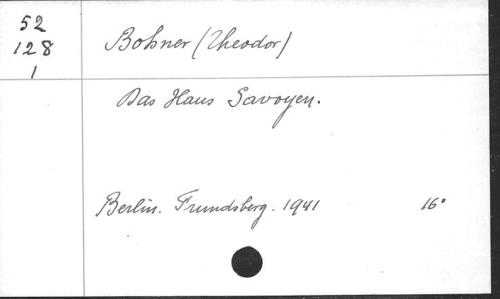 52
128
1
Bohner (Theodor)
Das Haus Savoyen.
Berlin. Frundsberg. 1941 16°